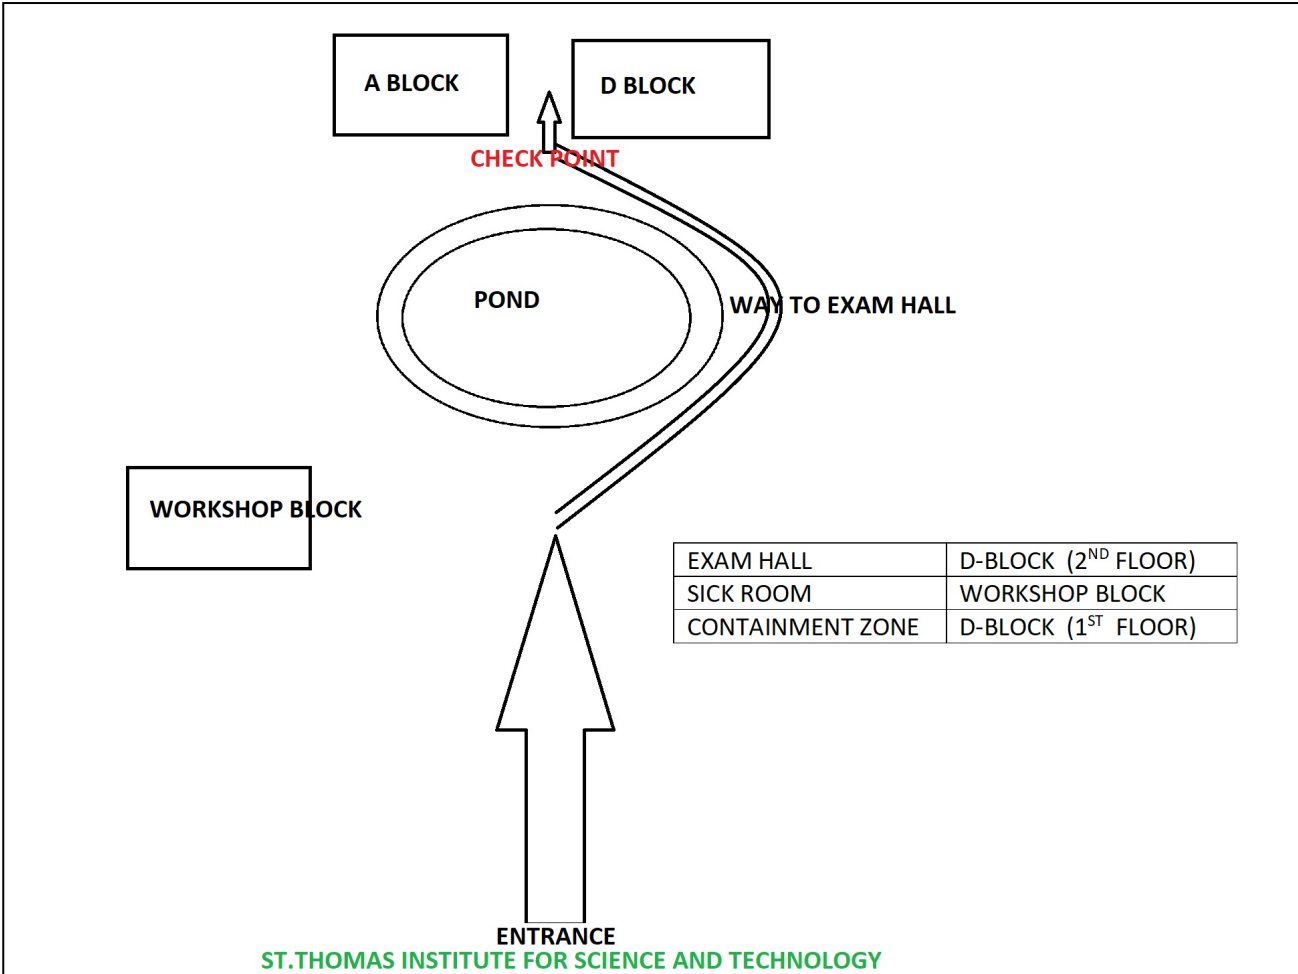 A BLOCK
D BLOCK
CHECK POINT
POND
WAY TO EXAM HALL
WORKSHOP BLOCK
EXAM HALL D-BLOCK (2ND FLOOR)
SICK ROOM WORKSHOP BLOCK
CONTAINMENT ZONE D-BLOCK (1ST FLOOR)
ENTRANCE
ST.THOMAS INSTITUTE FOR SCIENCE AND TECHNOLOGY